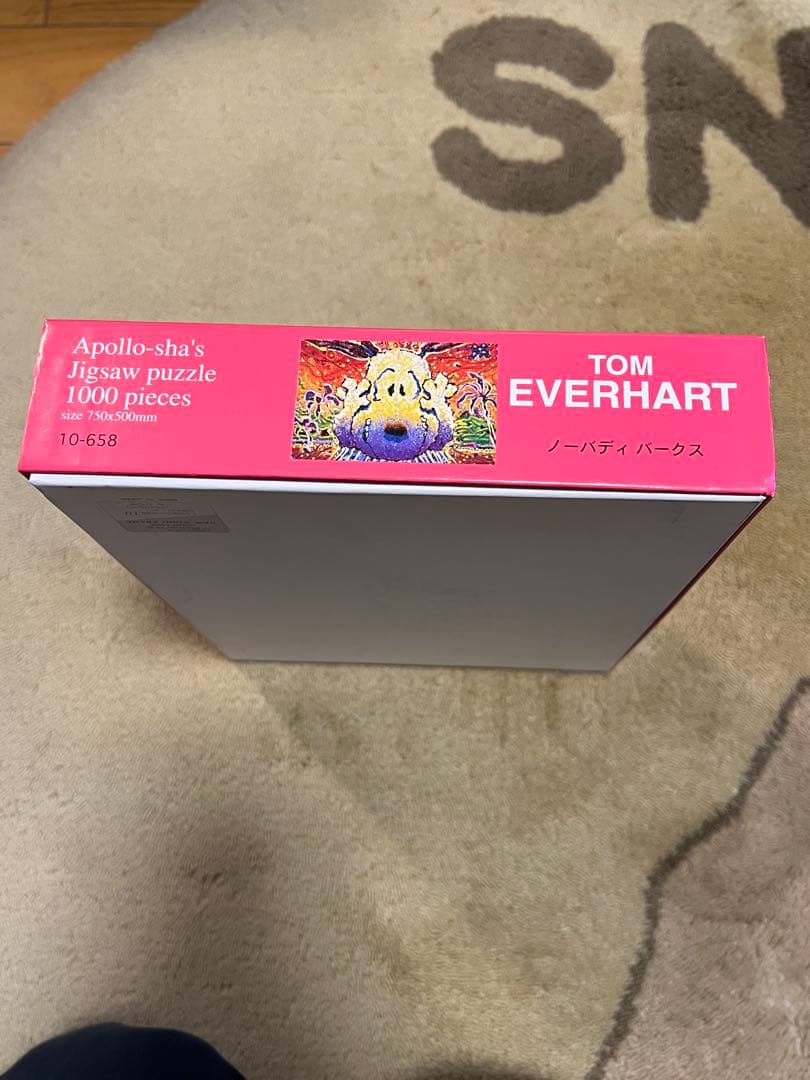 SN
Apollo-sha's
Jigsaw puzzle
1000 pieces
size 750x500mm
10-658
TOM
EVERHART
ノーバディ バークス